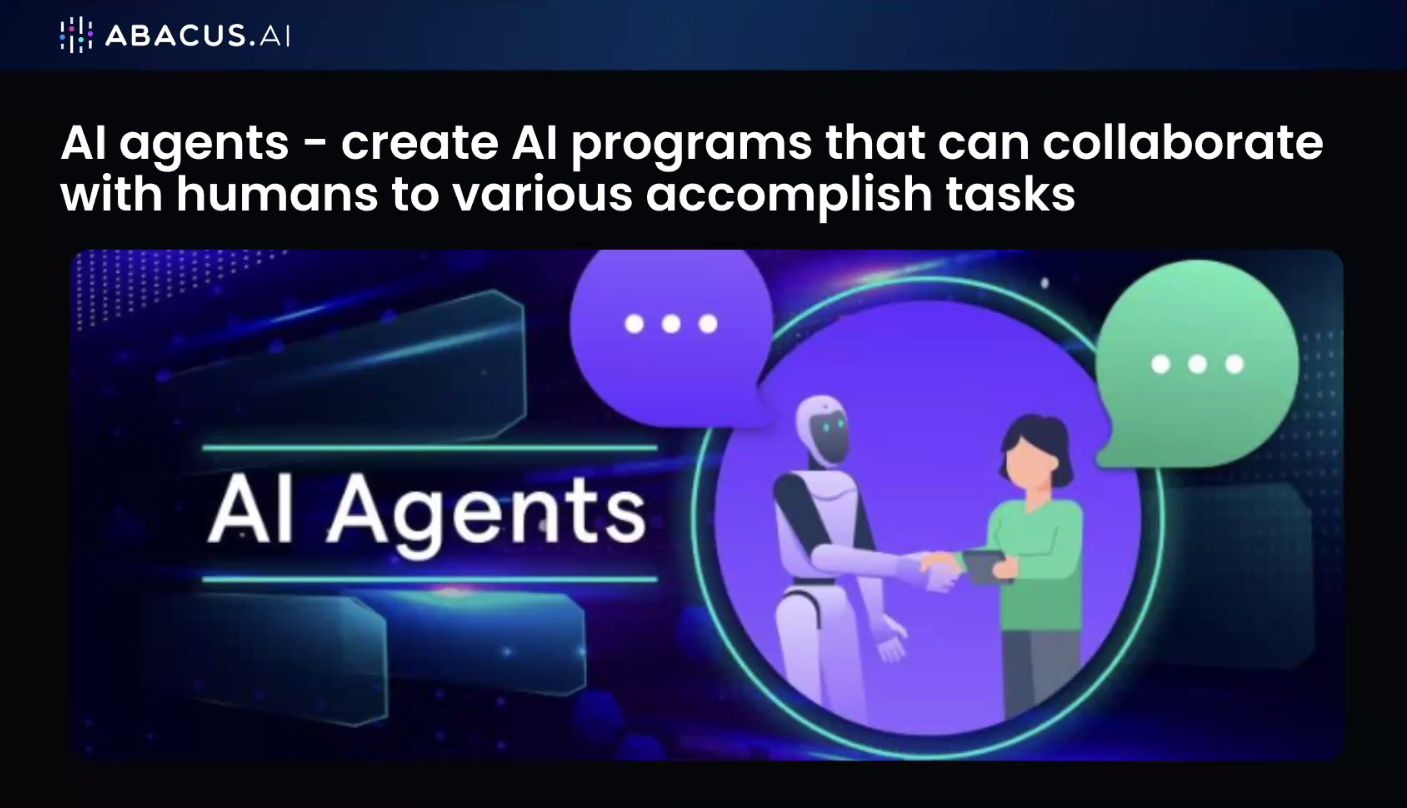 ABACUS.AI
AI agents - create AI programs that can collaborate
with humans to various accomplish tasks
AI Agents